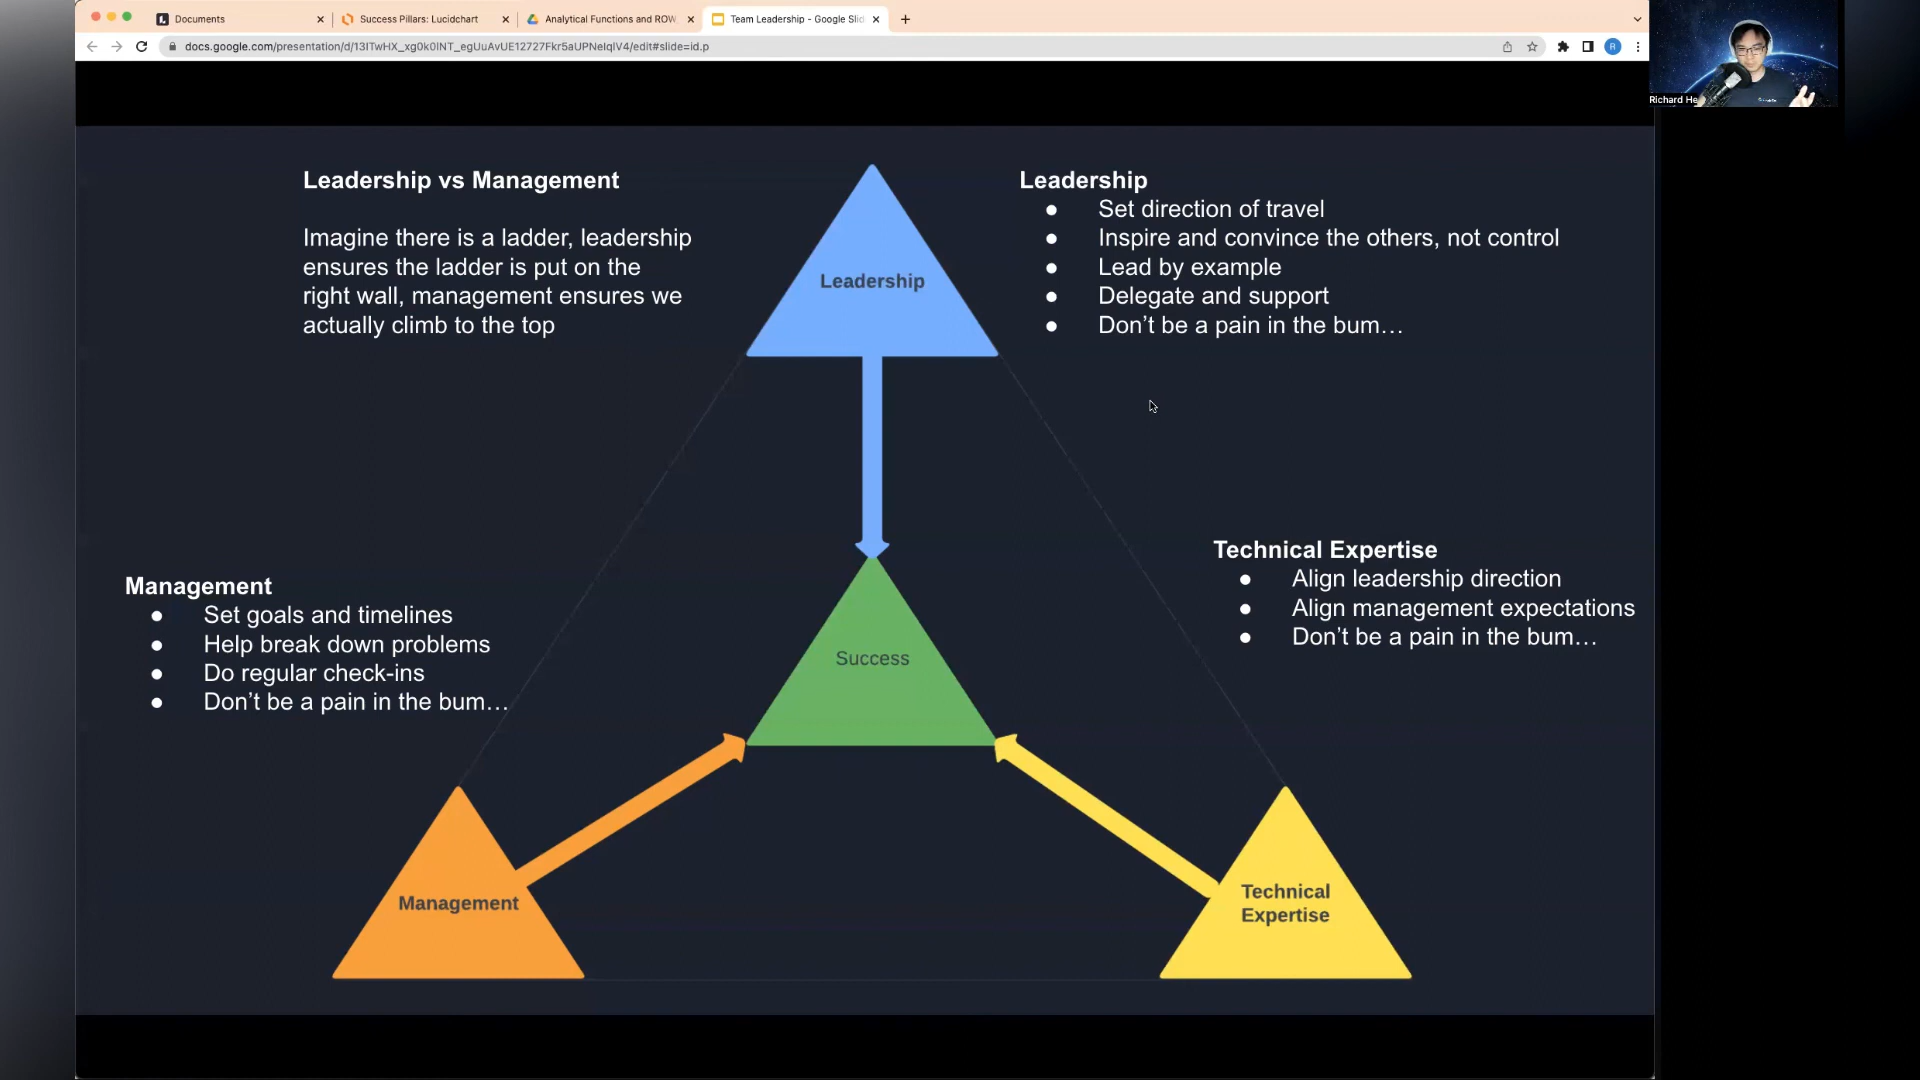 Documents
Success Pillars: Lucidchart
Analytical Functions and ROW
Team Leadership - Google Slid
docs.google.com/presentation/d/13ITwHX_xg0k0INT_egUuAvUE12727Fkr5aUPNeIqlV4/edit#slide=id.p
R
Richard He
Leadership vs Management
Imagine there is a ladder, leadership
ensures the ladder is put on the
right wall, management ensures we
actually climb to the top
Leadership
Leadership
● Set direction of travel
● Inspire and convince the others, not control
● Lead by example
● Delegate and support
● Don’t be a pain in the bum…
Management
● Set goals and timelines
● Help break down problems
● Do regular check-ins
● Don’t be a pain in the bum…
Success
Technical Expertise
● Align leadership direction
● Align management expectations
● Don’t be a pain in the bum…
Management
Technical
Expertise